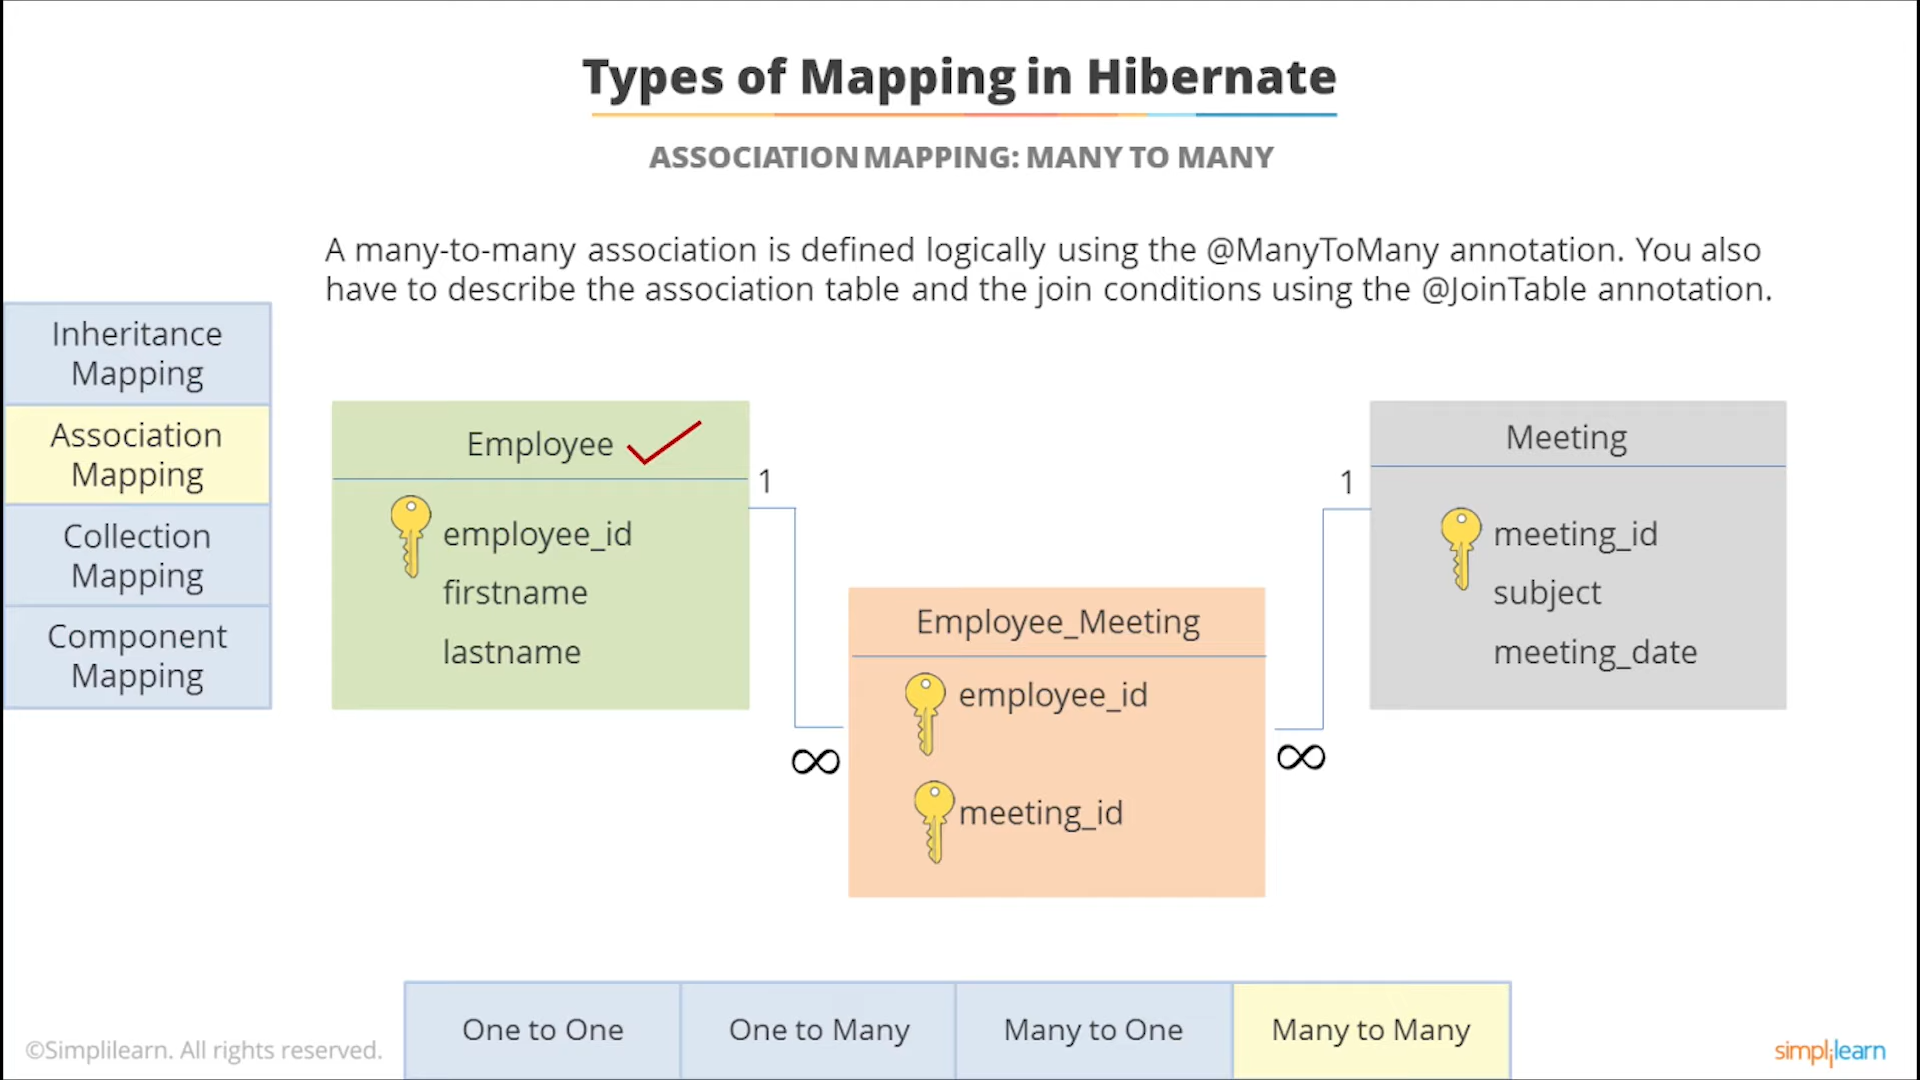 Types of Mapping in Hibernate
ASSOCIATION MAPPING: MANY TO MANY
A many-to-many association is defined logically using the @ManyToMany annotation. You also
have to describe the association table and the join conditions using the @JoinTable annotation.
Inheritance
Mapping
Association
Mapping
Collection
Mapping
Component
Mapping
Employee
employee_id
firstname
lastname
1
∞
Employee_Meeting
employee_id
meeting_id
1
∞
Meeting
meeting_id
subject
meeting_date
One to One
One to Many
Many to One
Many to Many
©Simplilearn. All rights reserved.
simplilearn